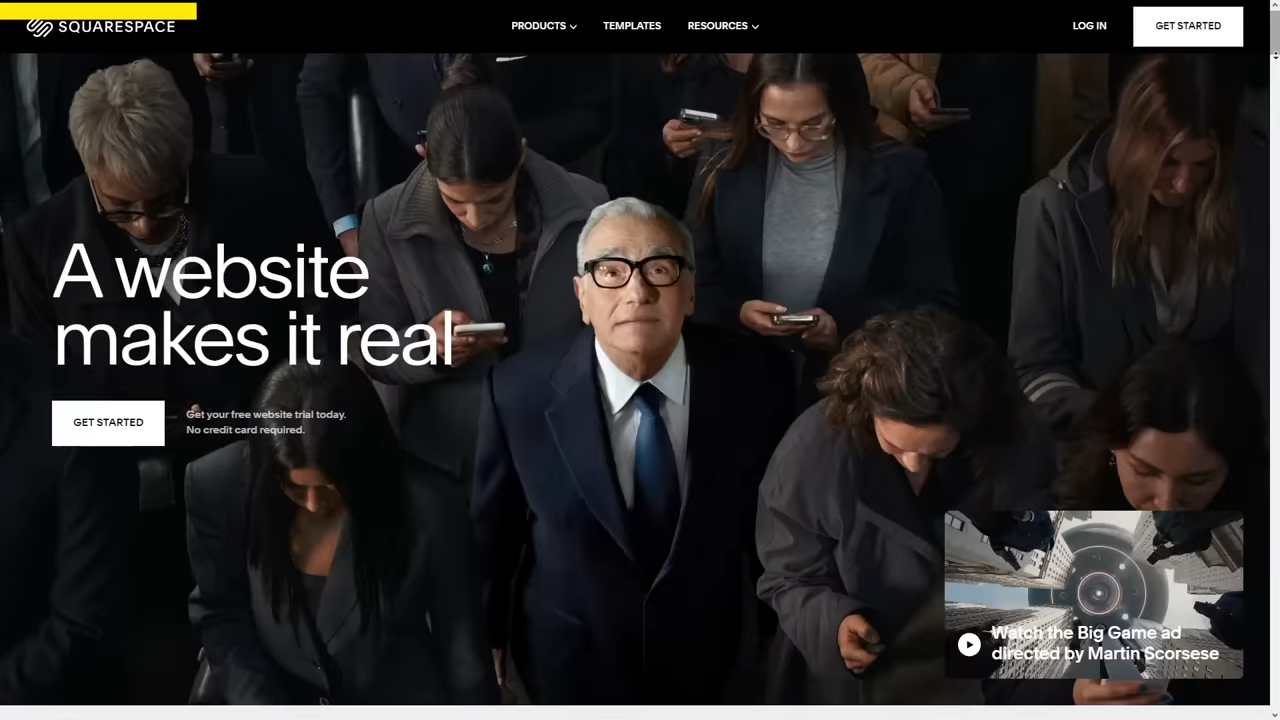 SQUARESPACE
PRODUCTS
TEMPLATES
RESOURCES
LOG IN
GET STARTED
A website
makes it real
GET STARTED
Get your free website trial today.
No credit card required.
Watch the Big Game ad
directed by Martin Scorsese